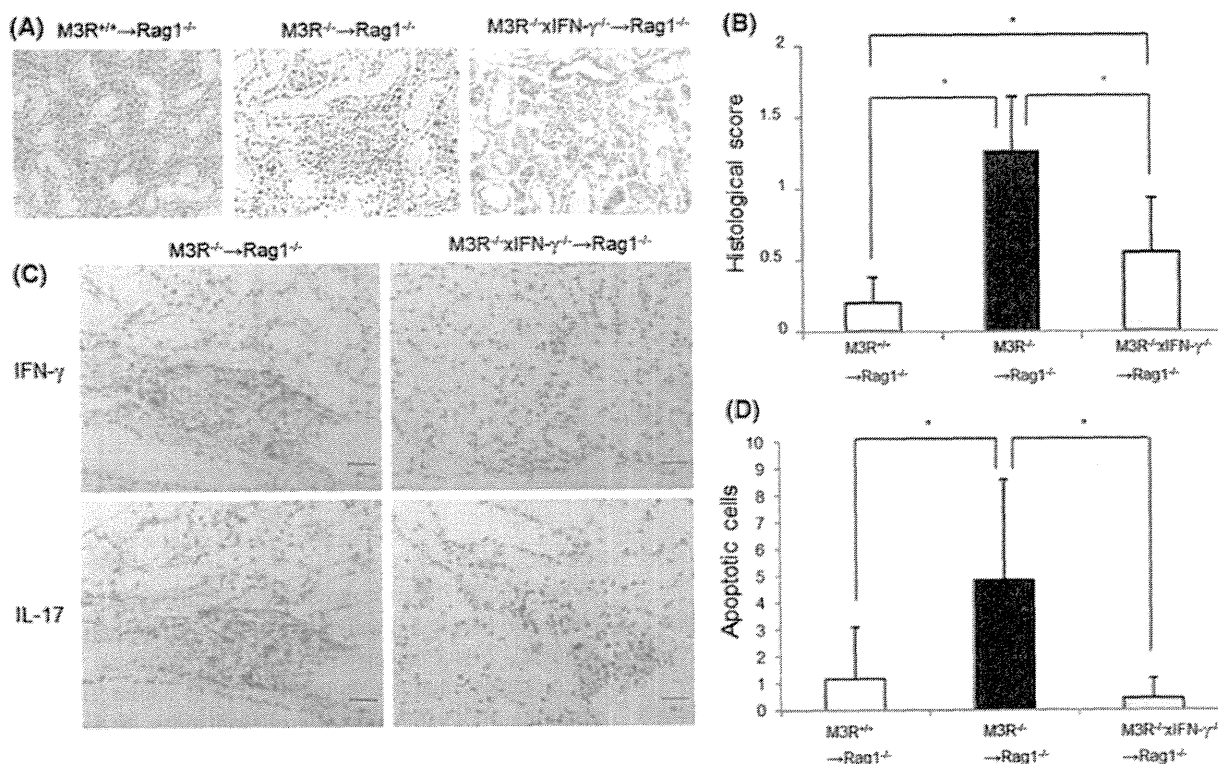 (A) M3R+/+→Rag1-/- M3R-/-→Rag1-/- M3R-/-xIFN-γ-/-→Rag1-/-
(B)
*
* *
2
1.5
1
0.5
0
Histological score
M3R+/+ M3R-/- M3R-/-xIFN-γ-/-
→Rag1-/- →Rag1-/- →Rag1-/-
(C) M3R-/-→Rag1-/- M3R-/-xIFN-γ-/-→Rag1-/-
IFN-γ
IL-17
(D)
* *
10
9
8
7
6
5
4
3
2
1
0
Apoptotic cells
M3R+/+ M3R-/- M3R-/-xIFN-γ-/-
→Rag1-/- →Rag1-/- →Rag1-/-